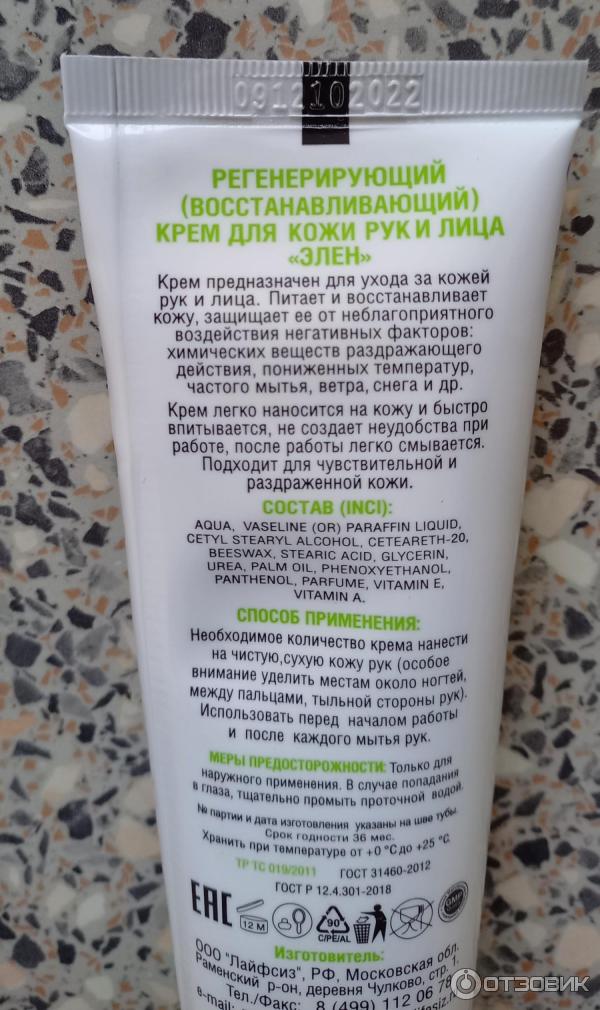 0912102022
РЕГЕНЕРИРУЮЩИЙ
(ВОССТАНАВЛИВАЮЩИЙ)
КРЕМ ДЛЯ КОЖИ РУК И ЛИЦА
«ЭЛЕН»
Крем предназначен для ухода за кожей
рук и лица. Питает и восстанавливает
кожу, защищает ее от неблагоприятного
воздействия негативных факторов:
химических веществ раздражающего
действия, пониженных температур,
частого мытья, ветра, снега и др.
Крем легко наносится на кожу и быстро
впитывается, не создает неудобства при
работе, после работы легко смывается.
Подходит для чувствительной и
раздраженной кожи.
СОСТАВ (INCI):
AQUA, VASELINE (OR) PARAFFIN LIQUID,
CETYL STEARYL ALCOHOL, CETEARETH-20,
BEESWAX, STEARIC ACID, GLYCERIN,
UREA, PALM OIL, PHENOXYETHANOL,
PANTHENOL, PARFUME, VITAMIN E,
VITAMIN A.
СПОСОБ ПРИМЕНЕНИЯ:
Необходимое количество крема нанести
на чистую,сухую кожу рук (особое
внимание уделить местам около ногтей,
между пальцами, тыльной стороны рук).
Использовать перед началом работы
и после каждого мытья рук.
МЕРЫ ПРЕДОСТОРОЖНОСТИ: Только для
наружного применения. В случае попадания
в глаза, тщательно промыть проточной водой.
№ партии и дата изготовления указаны на шве тубы.
Срок годности 36 мес.
Хранить при температуре от +0 °С до +25 °С
ТР ТС 019/2011 ГОСТ 31460-2012
ГОСТ Р 12.4.301-2018
EAC 12 M 90 C/PE/AL GMP
Изготовитель:
ООО "Лайфсиз", РФ, Московская обл.
Раменский р-он, деревня Чулково, стр. 1.
Тел./Факс: 8 (499) 112 06 78
e-mail:
ОТЗОВИК